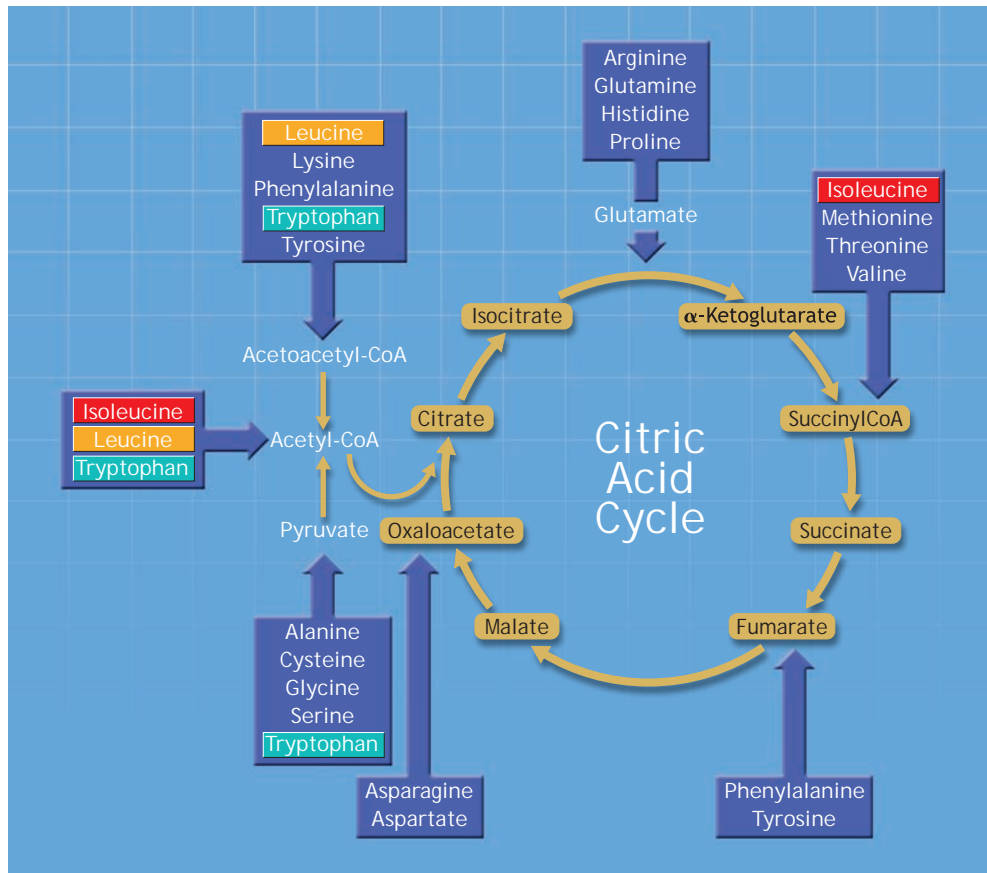 Arginine
Glutamine
Histidine
Proline
Glutamate
Leucine
Lysine
Phenylalanine
Tryptophan
Tyrosine
Acetoacetyl-CoA
Isoleucine
Methionine
Threonine
Valine
Isocitrate
α-Ketoglutarate
Isoleucine
Leucine
Tryptophan
Acetyl-CoA
Citrate
SuccinylCoA
Citric
Acid
Cycle
Pyruvate
Oxaloacetate
Succinate
Malate
Fumarate
Alanine
Cysteine
Glycine
Serine
Tryptophan
Asparagine
Aspartate
Phenylalanine
Tyrosine